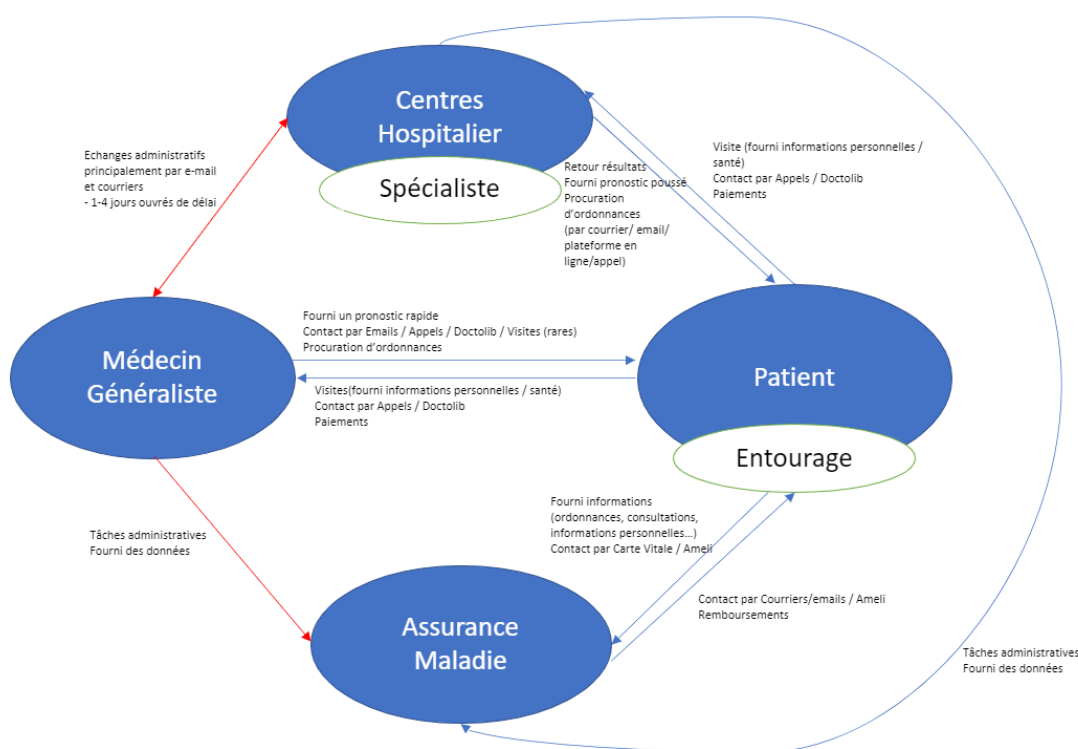 Centres
Hospitalier
Spécialiste
Echanges administratifs
principalement par e-mail
et courriers
- 1-4 jours ouvrés de délai
Retour résultats
Fourni pronostic poussé
Procuration
d'ordonnances
(par courrier/ email/
plateforme en
ligne/appel)
Visite (fourni informations personnelles /
santé)
Contact par Appels / Doctolib
Paiements
Médecin
Généraliste
Fourni un pronostic rapide
Contact par Emails / Appels / Doctolib / Visites (rares)
Procuration d'ordonnances
Visites(fourni informations personnelles / santé)
Contact par Appels / Doctolib
Paiements
Patient
Entourage
Tâches administratives
Fourni des données
Fourni informations
(ordonnances, consultations,
informations personnelles...)
Contact par Carte Vitale / Ameli
Contact par Courriers/emails / Ameli
Remboursements
Assurance
Maladie
Tâches administratives
Fourni des données